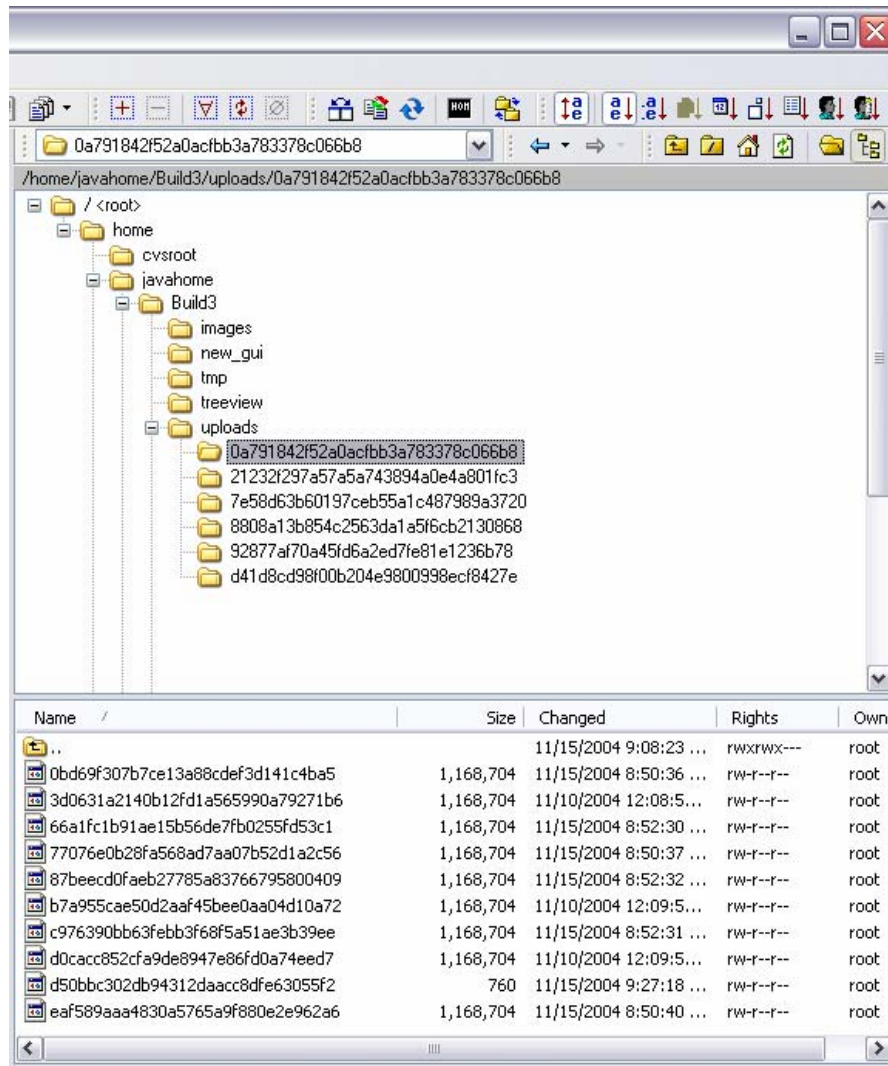 0a791842f52a0acfbb3a783378c066b8
/home/javahome/Build3/uploads/0a791842f52a0acfbb3a783378c066b8
/ <root>
home
cvsroot
javahome
Build3
images
new_gui
tmp
treeview
uploads
0a791842f52a0acfbb3a783378c066b8
21232f297a57a5a743894a0e4a801fc3
7e58d63b60197ceb55a1c487989a3720
8808a13b854c2563da1a5f6cb2130868
92877af70a45fd6a2ed7fe81e1236b78
d41d8cd98f00b204e9800998ecf8427e
Name Size Changed Rights Own
.. 11/15/2004 9:08:23 ... rwxrwx--- root
0bd69f307b7ce13a88cdef3d141c4ba5 1,168,704 11/15/2004 8:50:36 ... rw-r--r-- root
3d0631a2140b12fd1a565990a79271b6 1,168,704 11/10/2004 12:08:5... rw-r--r-- root
66a1fc1b91ae15b56de7fb0255fd53c1 1,168,704 11/15/2004 8:52:30 ... rw-r--r-- root
77076e0b28fa568ad7aa07b52d1a2c56 1,168,704 11/15/2004 8:50:37 ... rw-r--r-- root
87beecd0faeb27785a83766795800409 1,168,704 11/15/2004 8:52:32 ... rw-r--r-- root
b7a955cae50d2aaf45bee0aa04d10a72 1,168,704 11/10/2004 12:09:5... rw-r--r-- root
c976390bb63febb3f68f5a51ae3b39ee 1,168,704 11/15/2004 8:52:31 ... rw-r--r-- root
d0cacc852cfa9de8947e86fd0a74eed7 1,168,704 11/10/2004 12:09:5... rw-r--r-- root
d50bbc302db94312daacc8dfe63055f2 760 11/15/2004 9:27:18 ... rw-r--r-- root
eaf589aaa4830a5765a9f880e2e962a6 1,168,704 11/15/2004 8:50:40 ... rw-r--r-- root